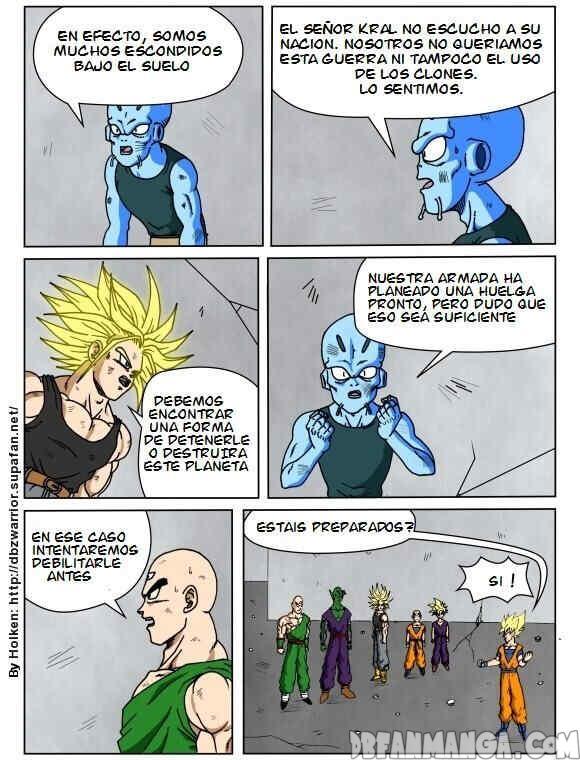 EN EFECTO, SOMOS
MUCHOS ESCONDIDOS
BAJO EL SUELO
EL SEÑOR KRAL NO ESCUCHO A SU
NACION. NOSOTROS NO QUERIAMOS
ESTA GUERRA NI TAMPOCO EL USO
DE LOS CLONES.
LO SENTIMOS.
NUESTRA ARMADA HA
PLANEADO UNA HUELGA
PRONTO, PERO DUDO QUE
ESO SEA SUFICIENTE
DEBEMOS
ENCONTRAR
UNA FORMA
DE DETENERLE
O DESTRUIRA
ESTE PLANETA
EN ESE CASO
INTENTAREMOS
DEBILITARLE
ANTES
ESTAIS PREPARADOS?
SI !
By Holken: http://dbzwarrior.supafan.net/
DBFANMANGA.COM